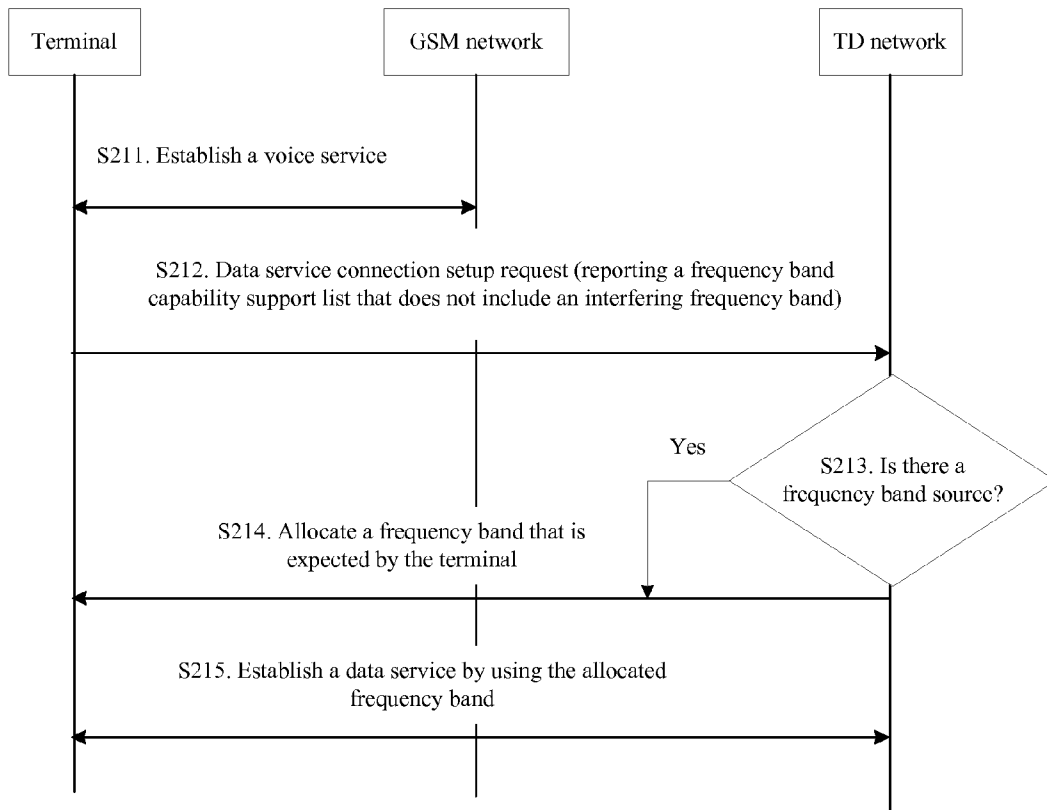 Terminal
GSM network
TD network
S211. Establish a voice service
S212. Data service connection setup request (reporting a frequency band
capability support list that does not include an interfering frequency band)
Yes
S213. Is there a
frequency band source?
S214. Allocate a frequency band that is
expected by the terminal
S215. Establish a data service by using the allocated
frequency band